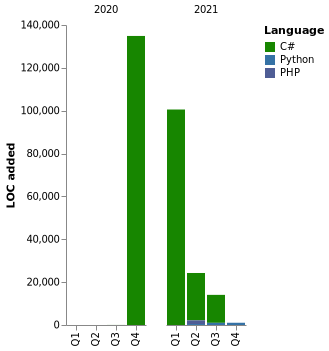 2020 2021
Language
C#
Python
PHP
LOC added
140,000
120,000
100,000
80,000
60,000
40,000
20,000
0
Q1 Q2 Q3 Q4 Q1 Q2 Q3 Q4